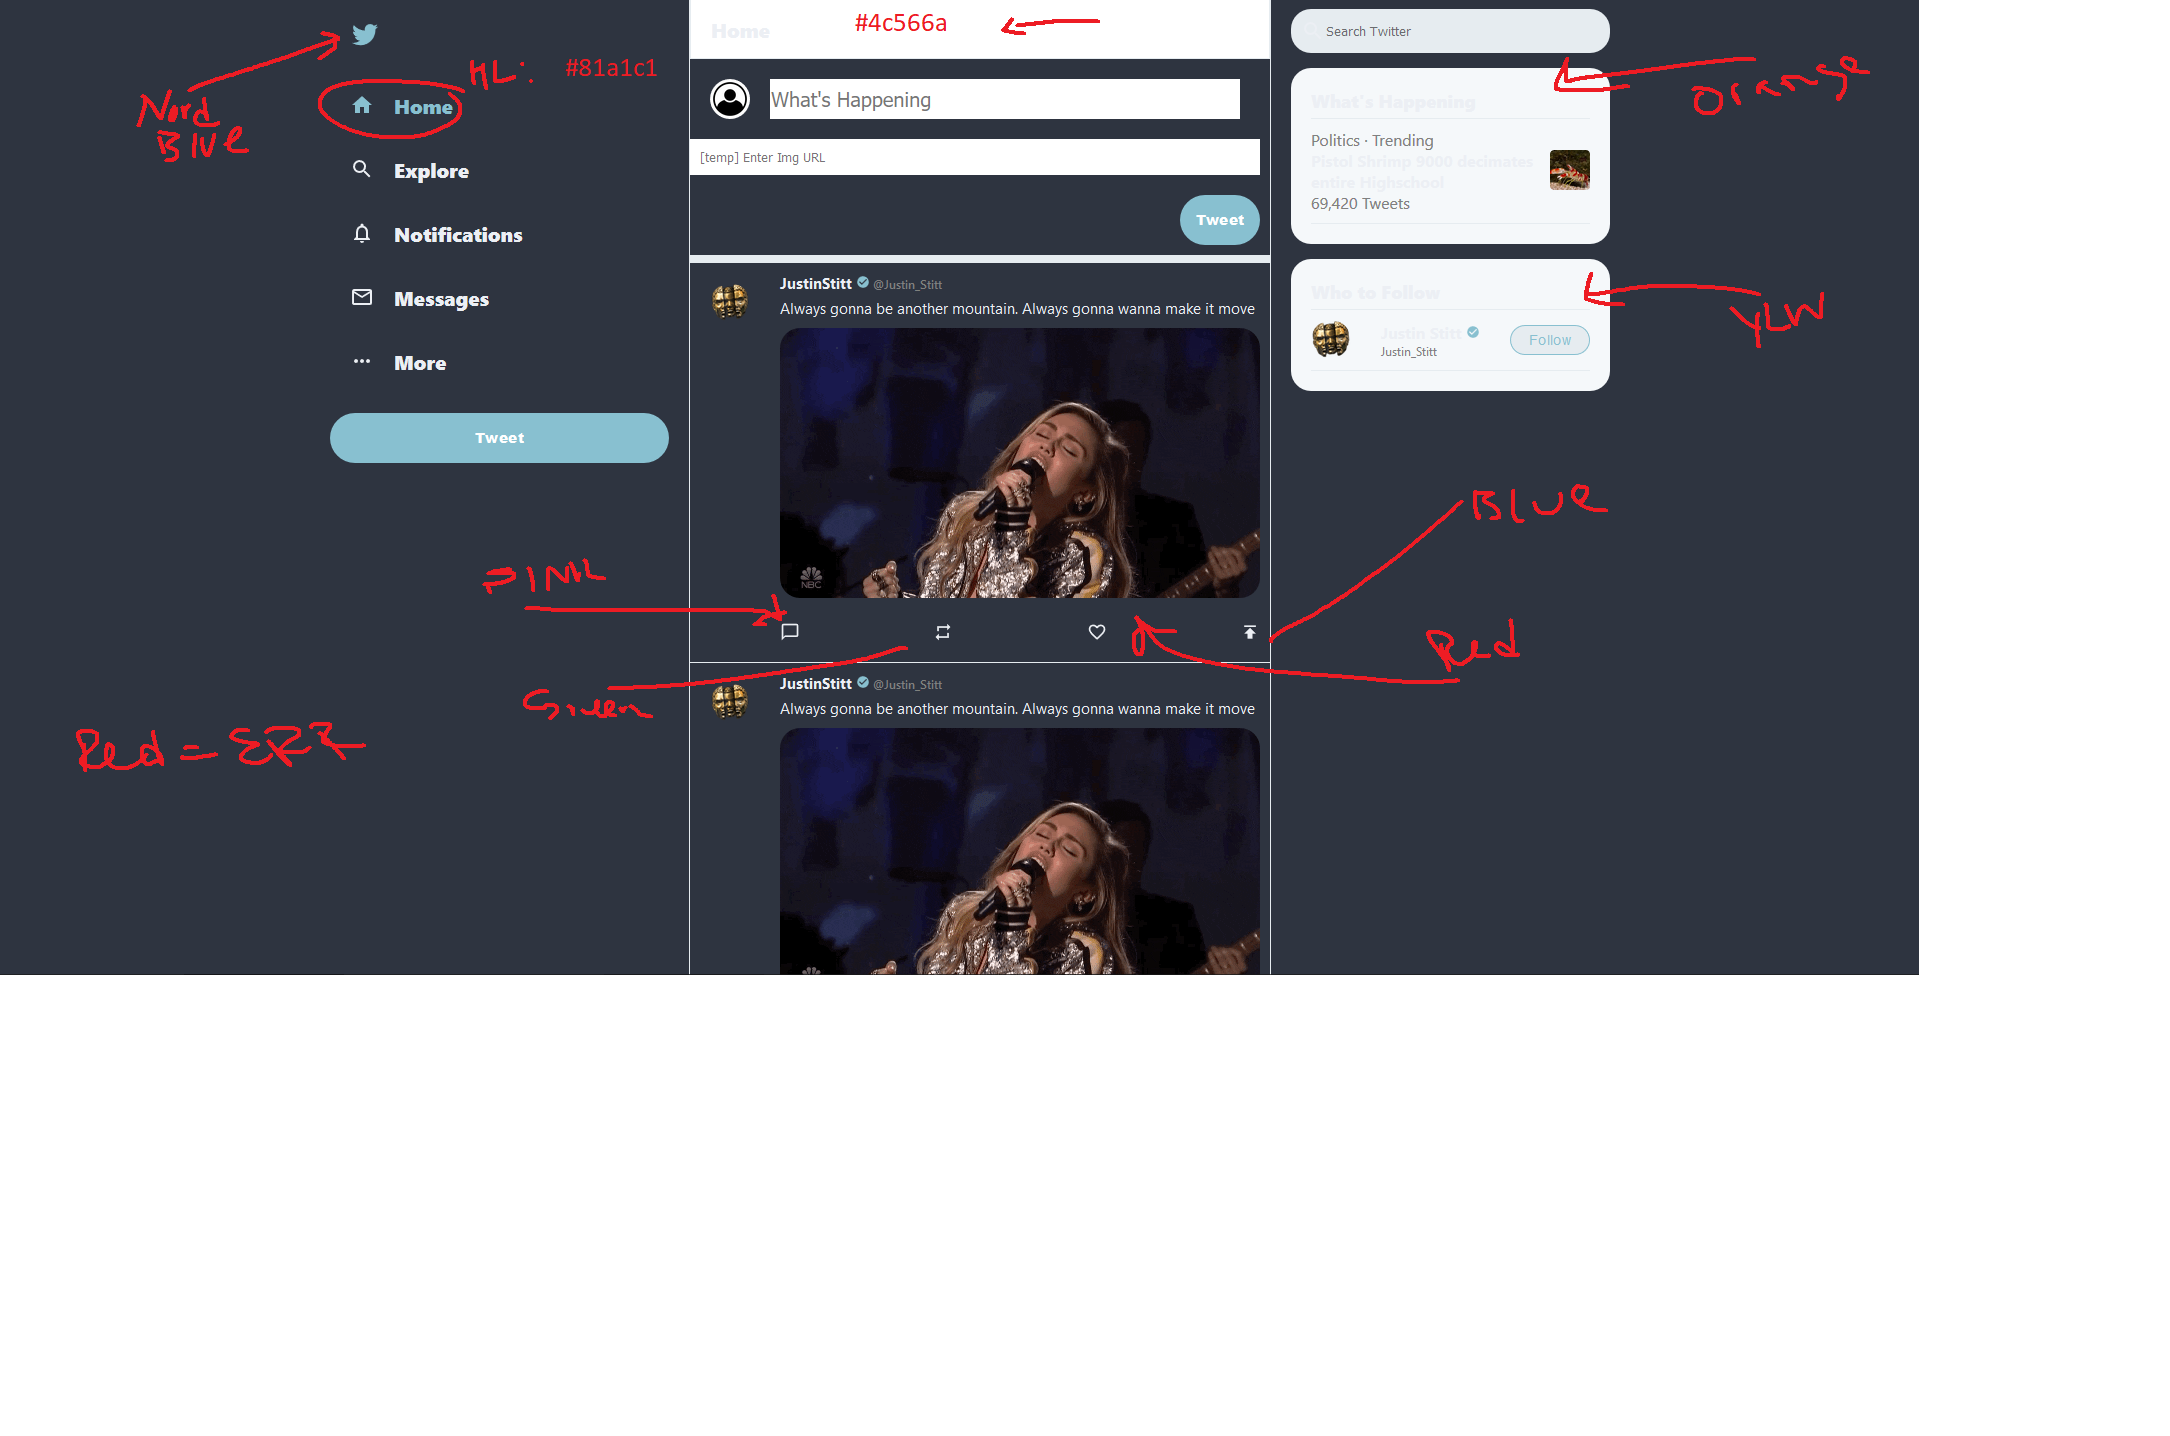 Nord
Blue
HL: #81a1c1
Home
Explore
Notifications
Messages
More
Tweet
Home
#4c566a
What's Happening
[temp] Enter Img URL
Tweet
JustinStitt @Justin_Stitt
Always gonna be another mountain. Always gonna wanna make it move
NBC
PINK
Green
Red = ERR
JustinStitt @Justin_Stitt
Always gonna be another mountain. Always gonna wanna make it move
Search Twitter
What's Happening
Politics · Trending
Pistol Shrimp 9000 decimates
entire Highschool
69,420 Tweets
Orange
Who to Follow
Justin Stitt
Justin_Stitt
Follow
YLW
Blue
Red